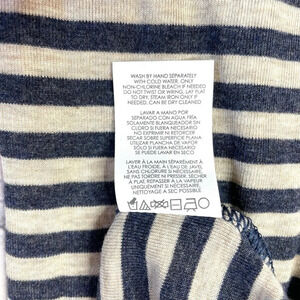 WASH BY HAND SEPARATELY
WITH COLD WATER, ONLY
NON-CHLORINE BLEACH IF NEEDED
DO NOT TWIST OR WRING, LAY FLAT
TO DRY, STEAM IRON ONLY IF
NEEDED, CAN BE DRY CLEANED
LAVAR A MANO POR
SEPARADO CON AGUA FRÍA
SOLAMENTE BLANQUEADOR SIN
CLORO SI FUERA NECESARIO
NO EXPRIMIR O RETORCER
SECAR SOBRE SUPERFICIE PLANA
UTILIZAR PLANCHA DE VAPOR
SOLO SI FUERA NECESARIO
SE PUEDE LAVAR EN SECO
LAVER À LA MAIN SÉPARÉMENT À
L'EAU FROIDE, À L'EAU DE JAVEL
SANS CHLORURE SI NÉCESSAIRE,
NE PAS TORDRE NI PRESSER, SÉCHER
À PLAT, REPASSER À LA VAPEUR
UNIQUEMENT SI NÉCESSAIRE,
NETTOYAGE A SEC POSSIBLE